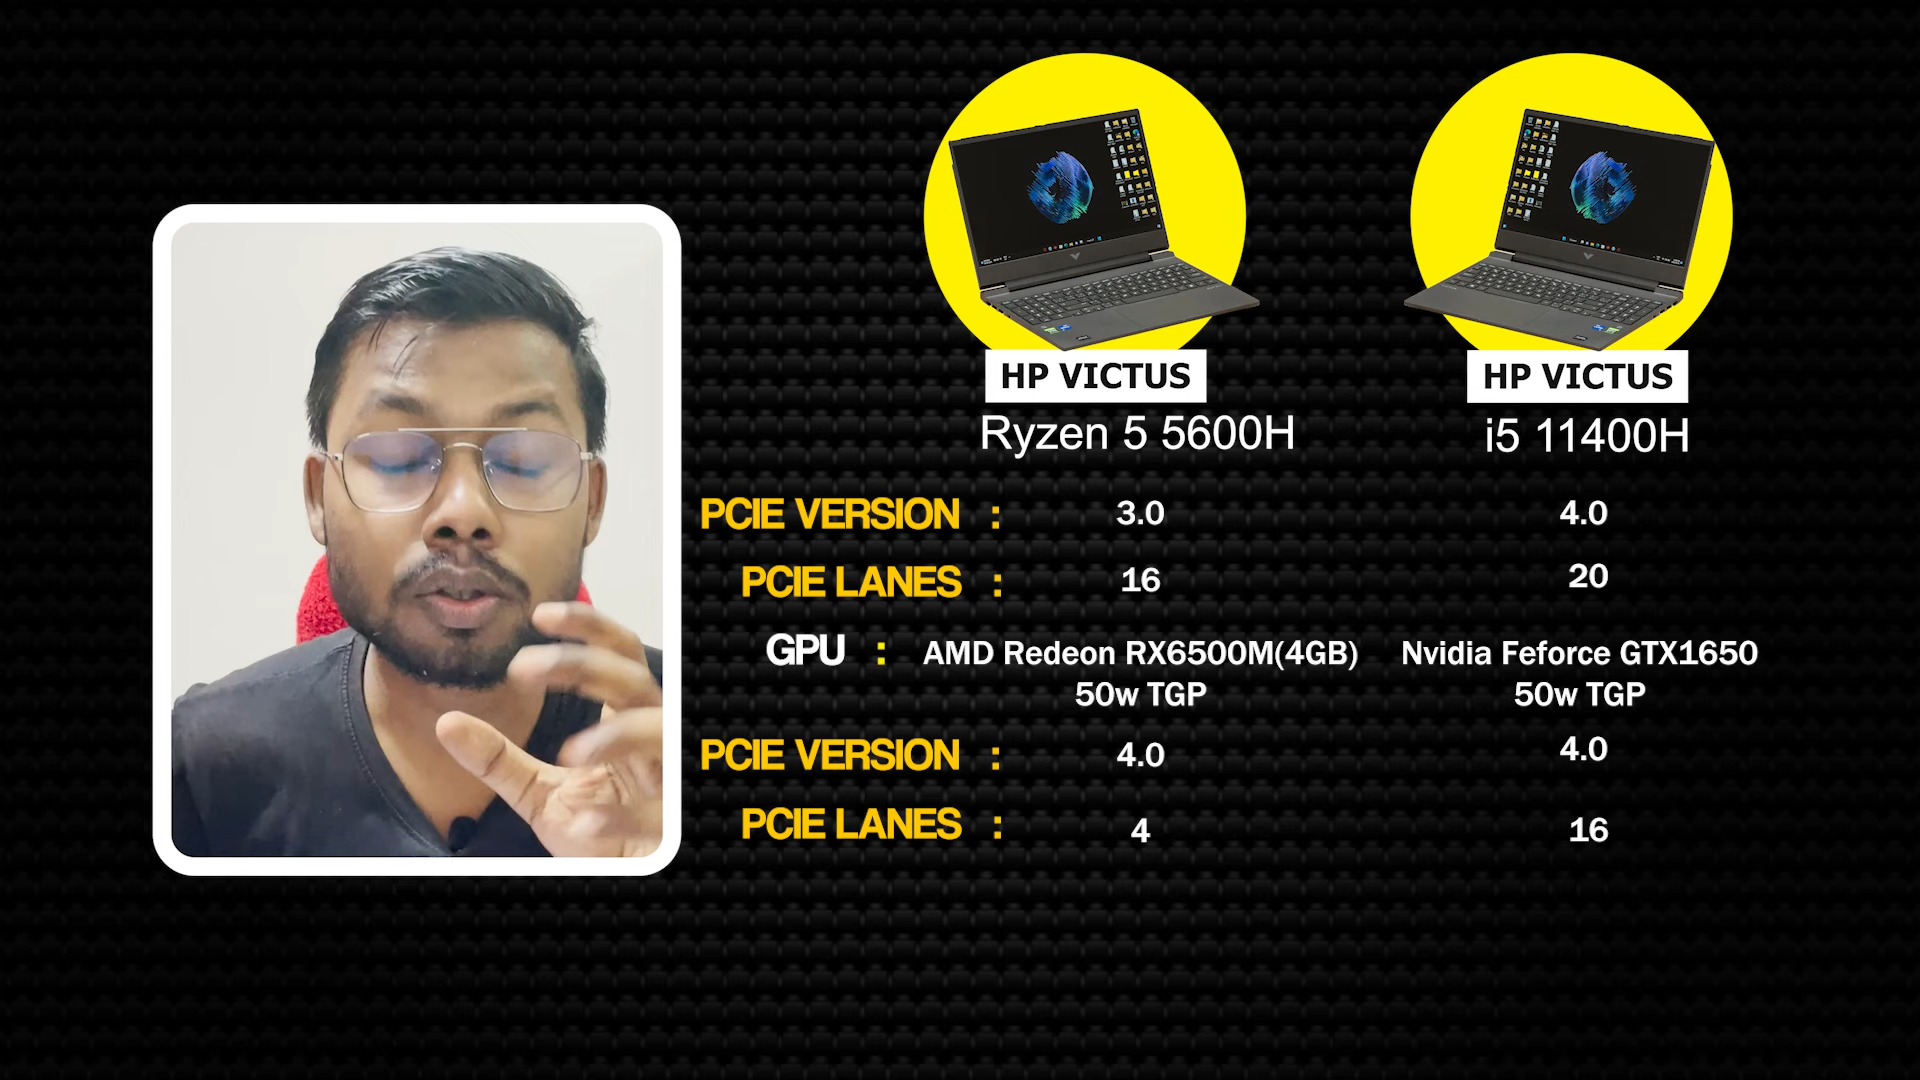 HP VICTUS HP VICTUS
Ryzen 5 5600H i5 11400H
PCIE VERSION : 3.0 4.0
PCIE LANES : 16 20
GPU : AMD Redeon RX6500M(4GB) Nvidia Feforce GTX1650
50w TGP 50w TGP
PCIE VERSION : 4.0 4.0
PCIE LANES : 4 16